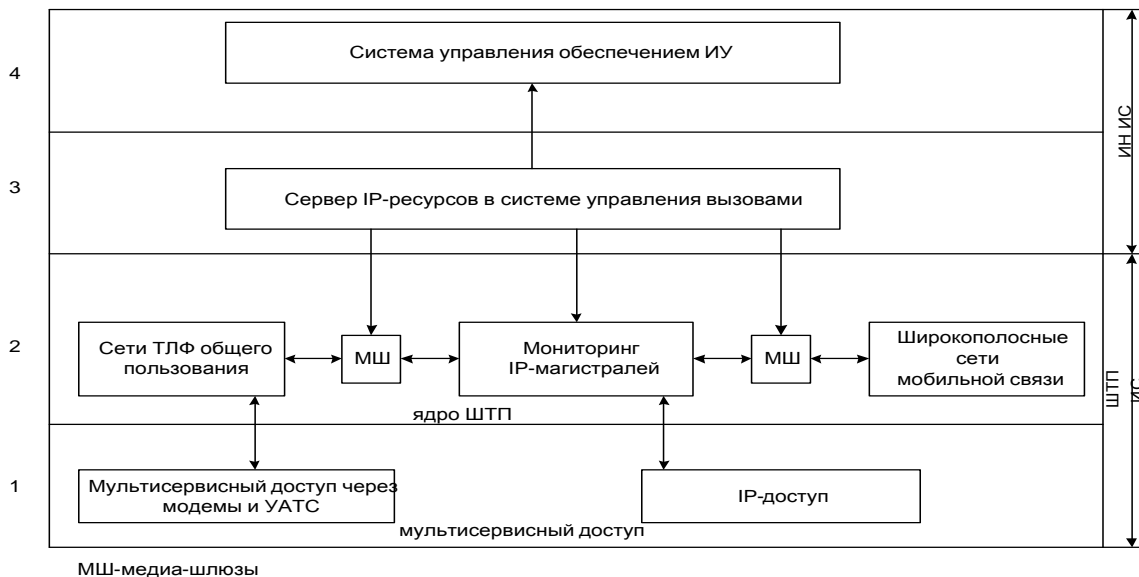 4
Система управления обеспечением ИУ
ИН ИС
3
Сервер IP-ресурсов в системе управления вызовами
2
Сети ТЛФ общего
пользования
МШ
Мониторинг
IP-магистралей
МШ
Широкополосные
сети
мобильной связи
ШТП
ИС
ядро ШТП
1
Мультисервисный доступ через
модемы и УАТС
IP-доступ
мультисервисный доступ
МШ-медиа-шлюзы